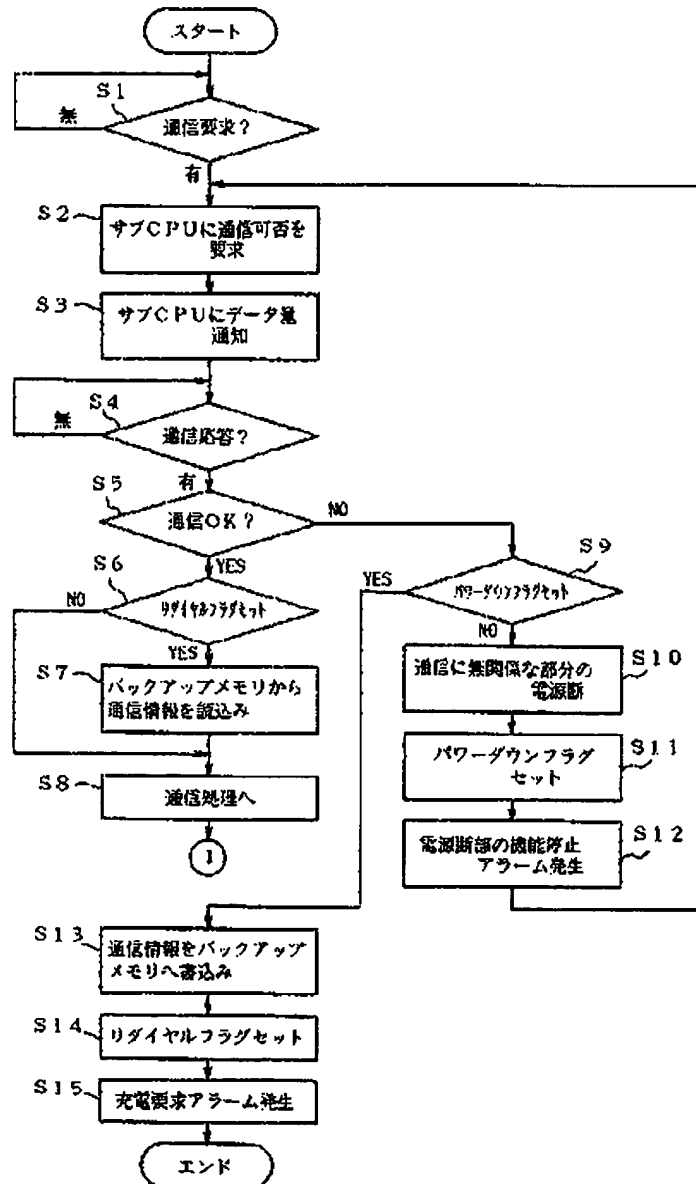 スタート
S1
無
通信要求?
有
S2
サブCPUに通信可否を
要求
S3
サブCPUにデータ量
通知
S4
無
通信応答?
有
S5
通信OK?
NO
YES
S6
NO
リダイヤルフラグセット
YES
S7
バックアップメモリから
通信情報を読込み
S8
通信処理へ
1
S9
YES
パワーダウンフラグセット
NO
S10
通信に無関係な部分の
電源断
S11
パワーダウンフラグ
セット
S12
電源断部の機能停止
アラーム発生
S13
通信情報をバックアップ
メモリへ書込み
S14
リダイヤルフラグセット
S15
充電要求アラーム発生
エンド